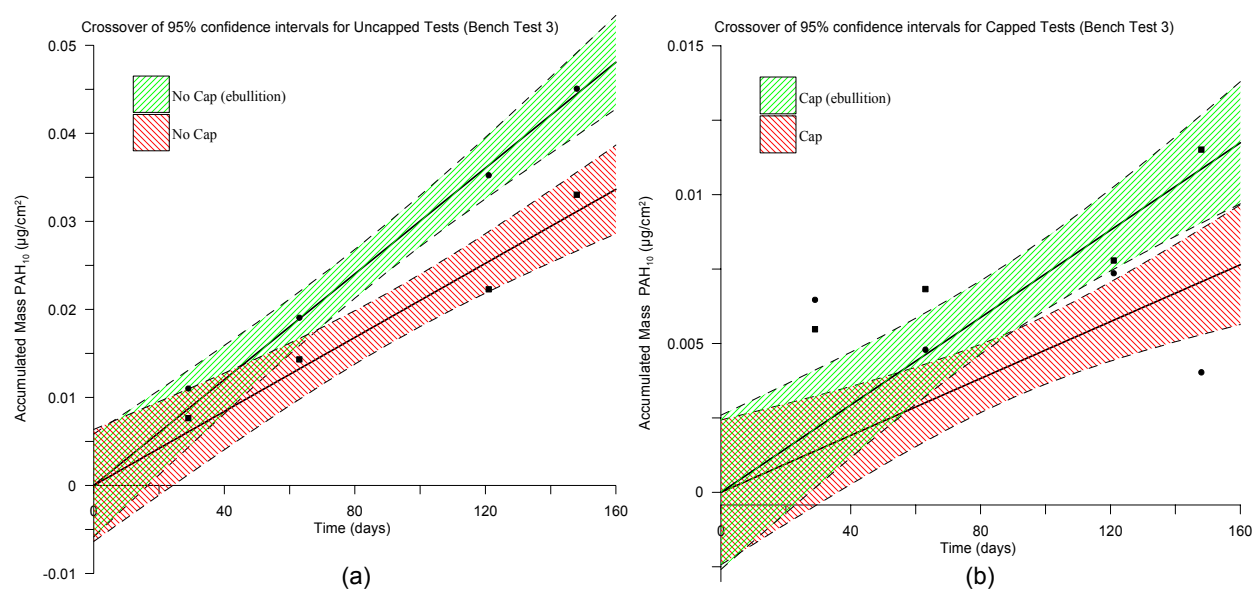 Crossover of 95% confidence intervals for Uncapped Tests (Bench Test 3)
0.05
0.04
0.03
0.02
0.01
0
-0.01
Accumulated Mass PAH₁₀ (µg/cm²)
No Cap (ebullition)
No Cap
0 40 80 120 160
Time (days)
(a)
Crossover of 95% confidence intervals for Capped Tests (Bench Test 3)
0.015
0.01
0.005
0
Accumulated Mass PAH₁₀ (µg/cm²)
Cap (ebullition)
Cap
0 40 80 120 160
Time (days)
(b)